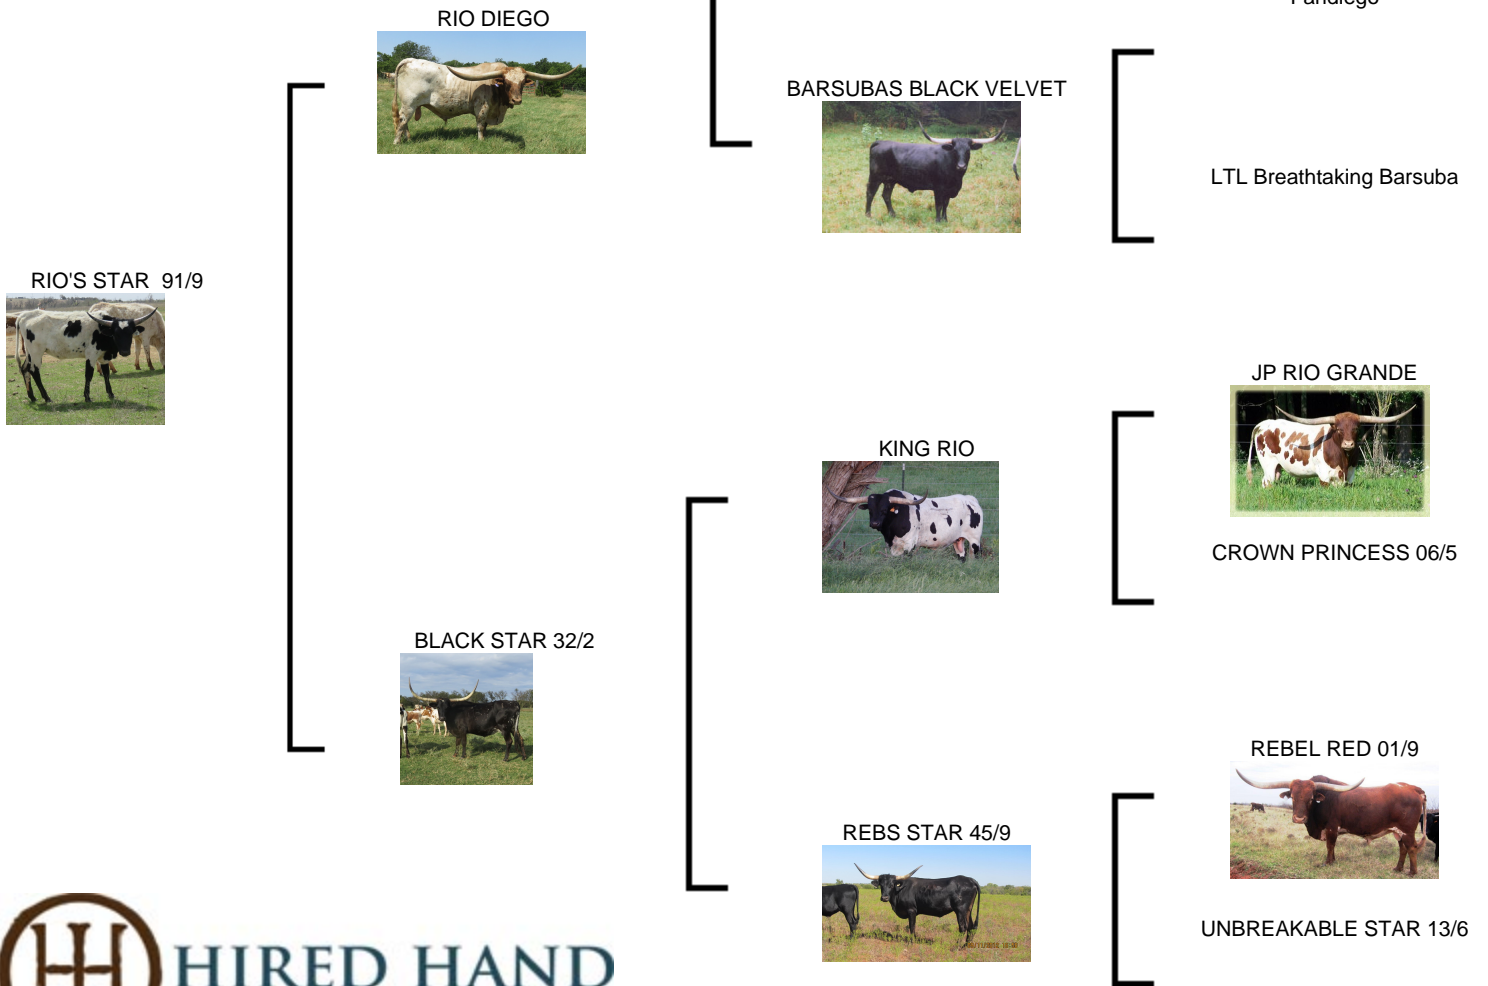 RIO DIEGO
BARSUBAS BLACK VELVET
LTL Breathtaking Barsuba
RIO'S STAR 91/9
JP RIO GRANDE
KING RIO
CROWN PRINCESS 06/5
BLACK STAR 32/2
REBEL RED 01/9
REBS STAR 45/9
UNBREAKABLE STAR 13/6
HIRED HAND